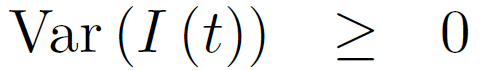 Var (I (t)) ≥ 0